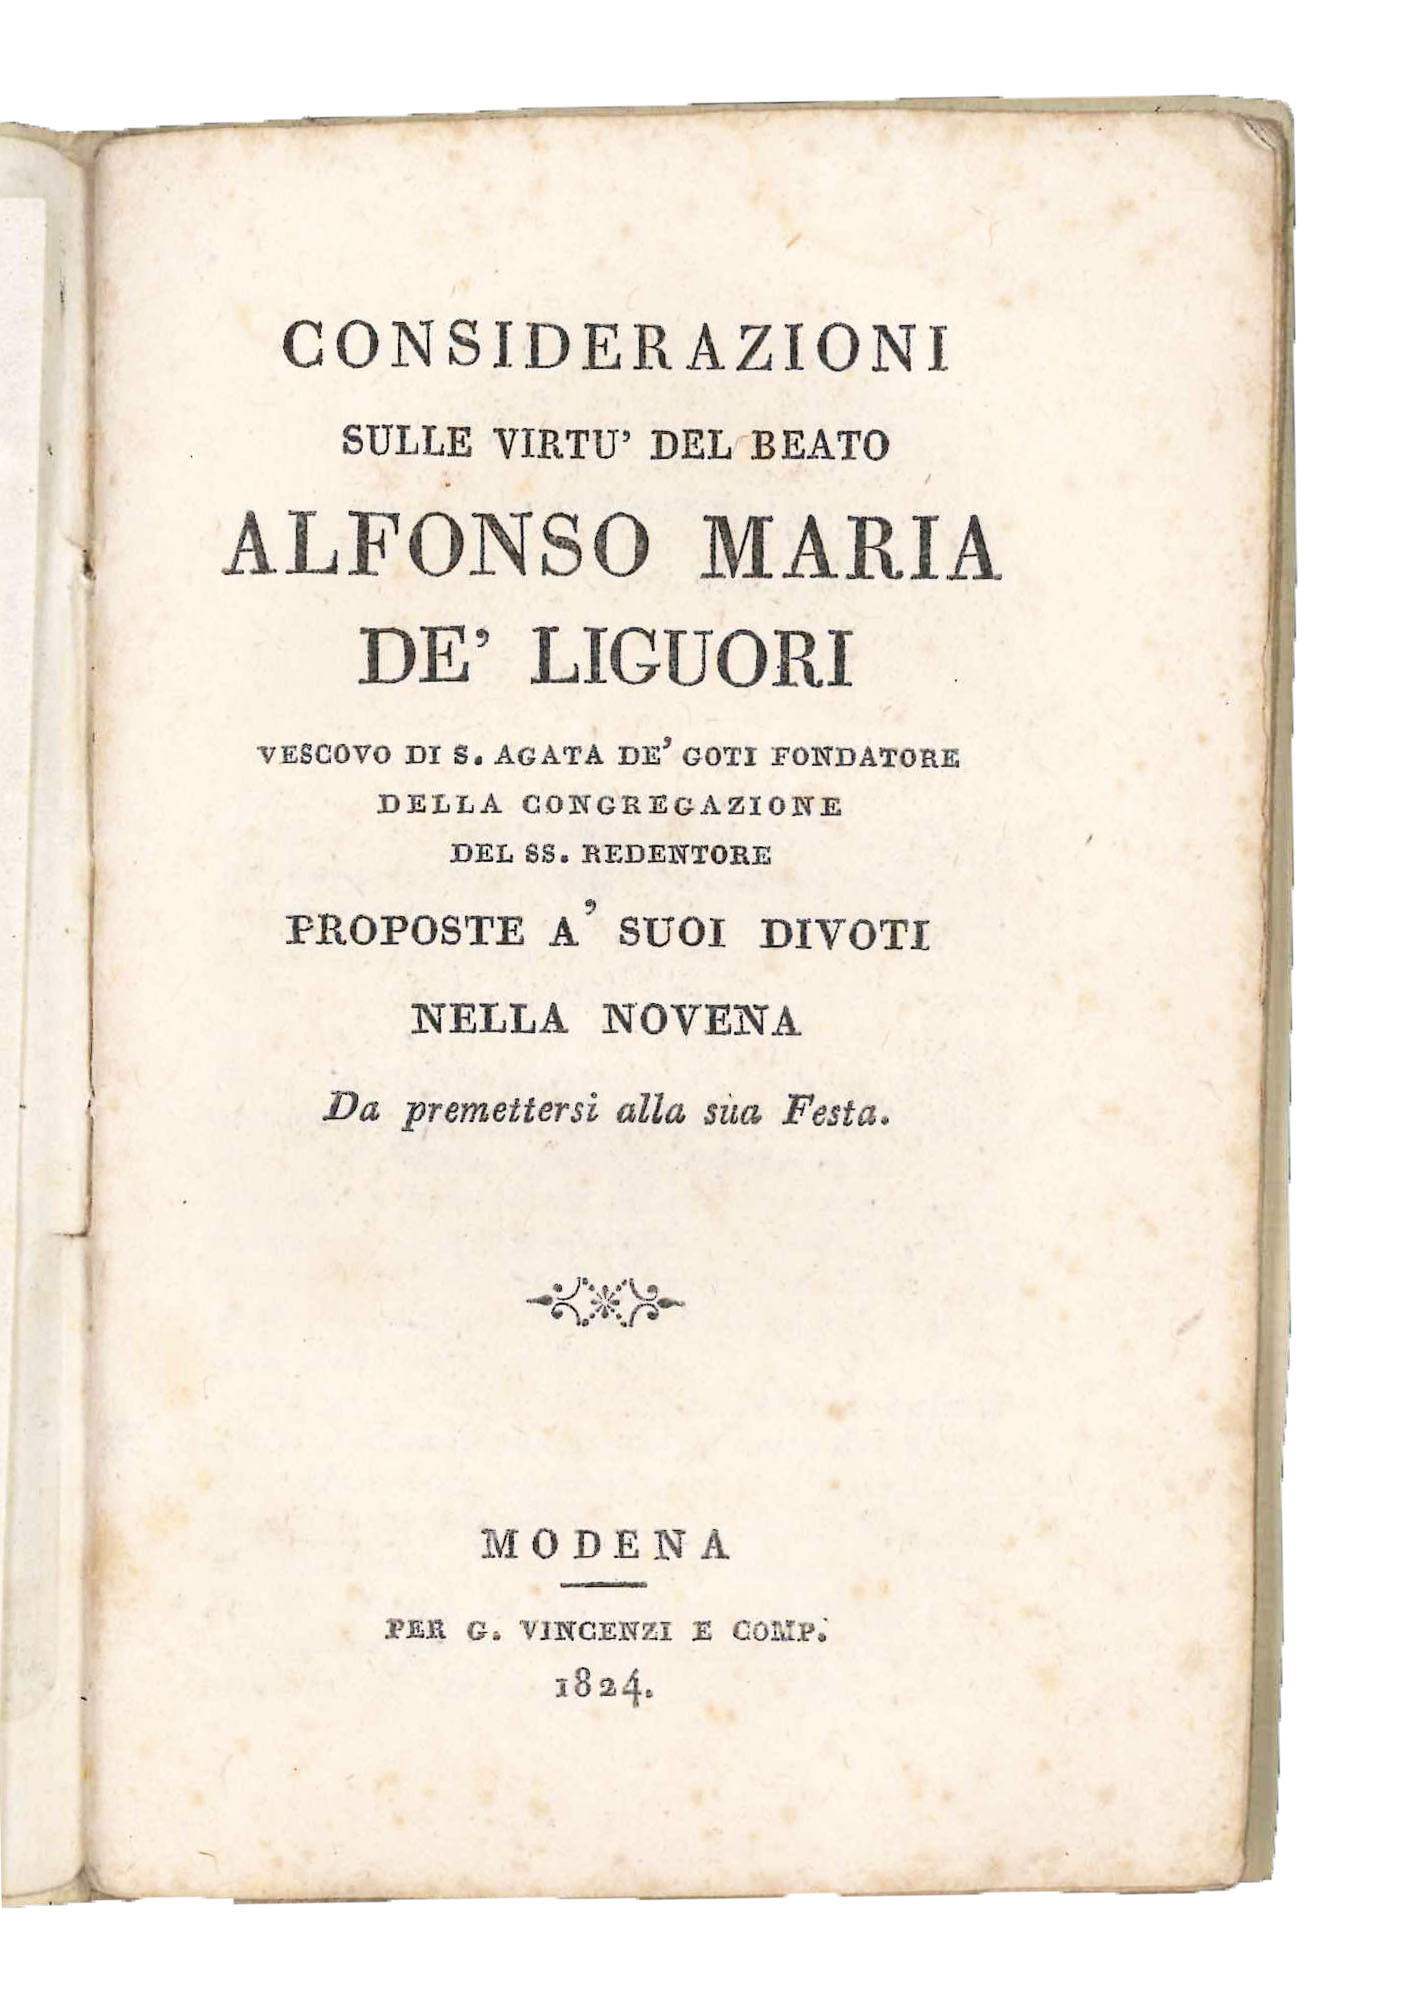 CONSIDERAZIONI
SULLE VIRTU' DEL BEATO
ALFONSO MARIA
DE' LIGUORI
VESCOVO DI S. AGATA DE' GOTI FONDATORE
DELLA CONGREGAZIONE
DEL SS. REDENTORE
PROPOSTE A' SUOI DIVOTI
NELLA NOVENA
Da premettersi alla sua Festa.
MODENA
PER G. VINCENZI E COMP.
1824.